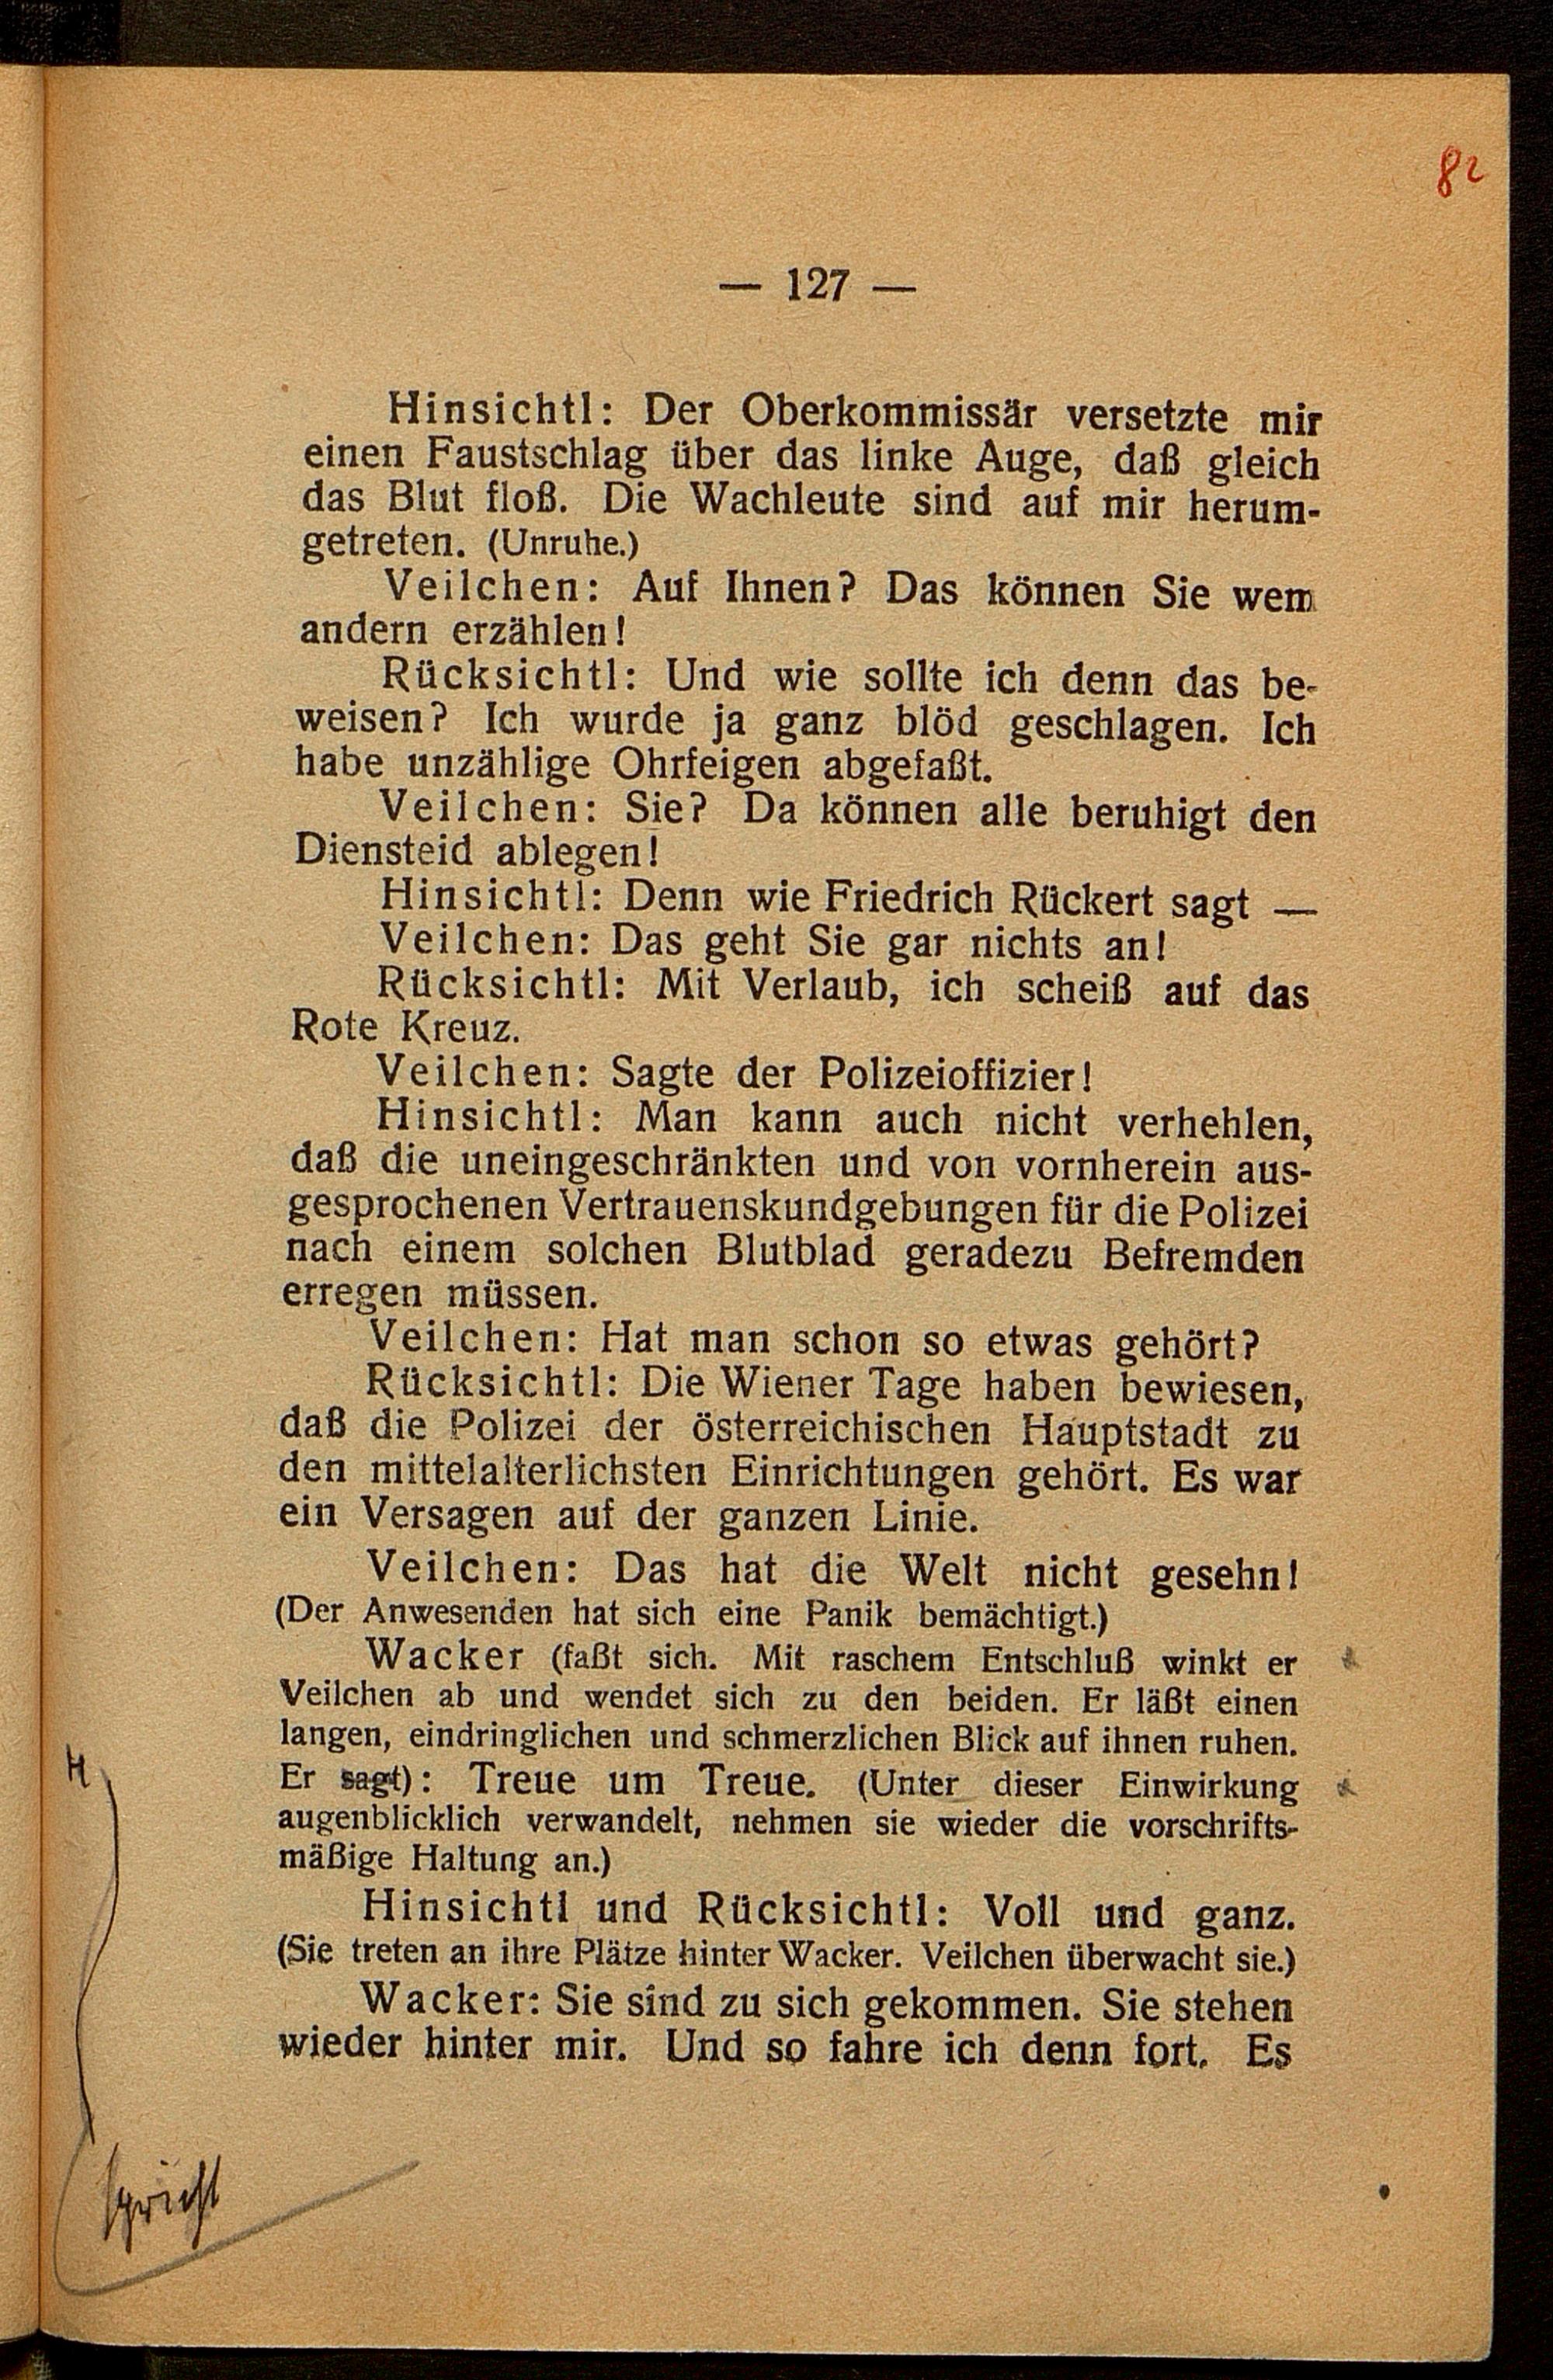 82
— 127 —
Hinsichtl: Der Oberkommissär versetzte mir
einen Faustschlag über das linke Auge, daß gleich
das Blut floß. Die Wachleute sind auf mir herum-
getreten. (Unruhe.)
Veilchen: Auf Ihnen? Das können Sie wem
andern erzählen!
Rücksichtl: Und wie sollte ich denn das be-
weisen? Ich wurde ja ganz blöd geschlagen. Ich
habe unzählige Ohrfeigen abgefaßt.
Veilchen: Sie? Da können alle beruhigt den
Diensteid ablegen!
Hinsichtl: Denn wie Friedrich Rückert sagt —
Veilchen: Das geht Sie gar nichts an!
Rücksichtl: Mit Verlaub, ich scheiß auf das
Rote Kreuz.
Veilchen: Sagte der Polizeioffizier!
Hinsichtl: Man kann auch nicht verhehlen,
daß die uneingeschränkten und von vornherein aus-
gesprochenen Vertrauenskundgebungen für die Polizei
nach einem solchen Blutblad geradezu Befremden
erregen müssen.
Veilchen: Hat man schon so etwas gehört?
Rücksichtl: Die Wiener Tage haben bewiesen,
daß die Polizei der österreichischen Hauptstadt zu
den mittelalterlichsten Einrichtungen gehört. Es war
ein Versagen auf der ganzen Linie.
Veilchen: Das hat die Welt nicht gesehn!
(Der Anwesenden hat sich eine Panik bemächtigt.)
Wacker (faßt sich. Mit raschem Entschluß winkt er
Veilchen ab und wendet sich zu den beiden. Er läßt einen
langen, eindringlichen und schmerzlichen Blick auf ihnen ruhen.
Er sagt): Treue um Treue. (Unter dieser Einwirkung
augenblicklich verwandelt, nehmen sie wieder die vorschrifts-
mäßige Haltung an.)
Hinsichtl und Rücksichtl: Voll und ganz.
(Sie treten an ihre Plätze hinter Wacker. Veilchen überwacht sie.)
Wacker: Sie sind zu sich gekommen. Sie stehen
wieder hinter mir. Und so fahre ich denn fort. Es
spricht